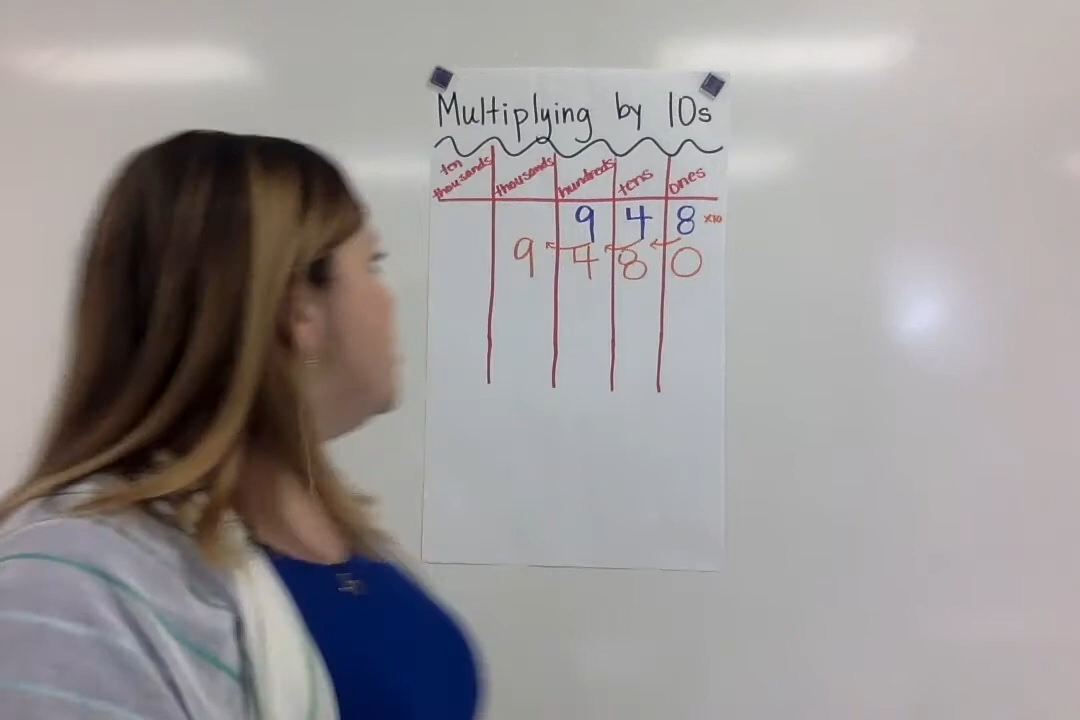 Multiplying by 10s
ten thousands thousands hundreds tens ones
9 4 8 x10
9 4 8 0